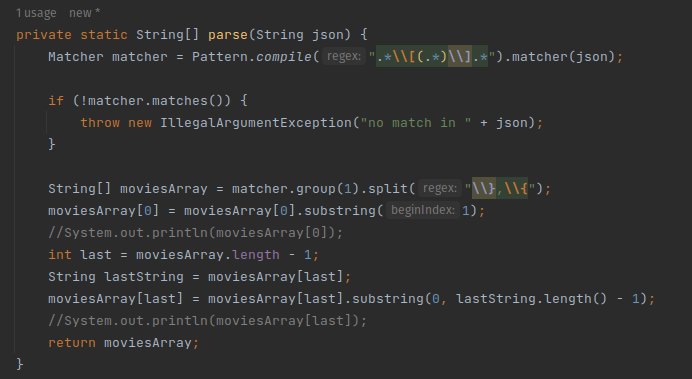 1 usage   new *
private static String[] parse(String json) {
    Matcher matcher = Pattern.compile( regex: ".*\\[(.*)\\].*").matcher(json);

    if (!matcher.matches()) {
        throw new IllegalArgumentException("no match in " + json);
    }

    String[] moviesArray = matcher.group(1).split( regex: "\\},\\{");
    moviesArray[0] = moviesArray[0].substring( beginIndex: 1);
    //System.out.println(moviesArray[0]);
    int last = moviesArray.length - 1;
    String lastString = moviesArray[last];
    moviesArray[last] = moviesArray[last].substring(0, lastString.length() - 1);
    //System.out.println(moviesArray[last]);
    return moviesArray;
}